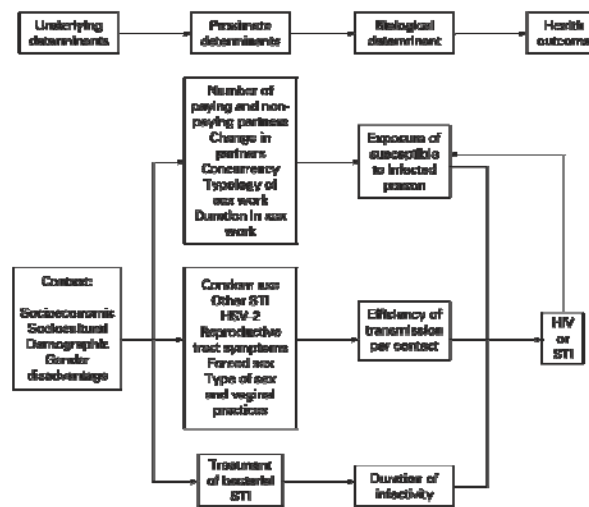 Underlying
determinants
Proximate
determinants
Biological
determinant
Health
outcome
Number of
paying and non-
paying partners
Change in
partners
Concurrency
Typology of
sex work
Duration in sex
work
Exposure of
susceptible
to infected
person
Context:
Socioeconomic
Sociocultural
Demographic
Gender
disadvantage
Condom use
Other STI
HSV-2
Reproductive
tract symptoms
Forced sex
Type of sex
and vaginal
practices
Efficiency of
transmission
per contact
HIV
or
STI
Treatment
of bacterial
STI
Duration of
infectivity